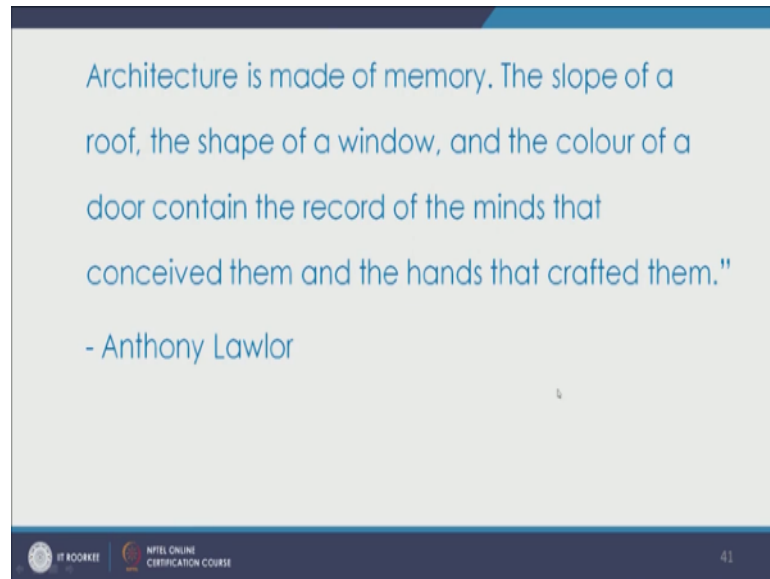 Architecture is made of memory. The slope of a
roof, the shape of a window, and the colour of a
door contain the record of the minds that
conceived them and the hands that crafted them.”
- Anthony Lawlor
IIT ROORKEE
NPTEL ONLINE
CERTIFICATION COURSE
41